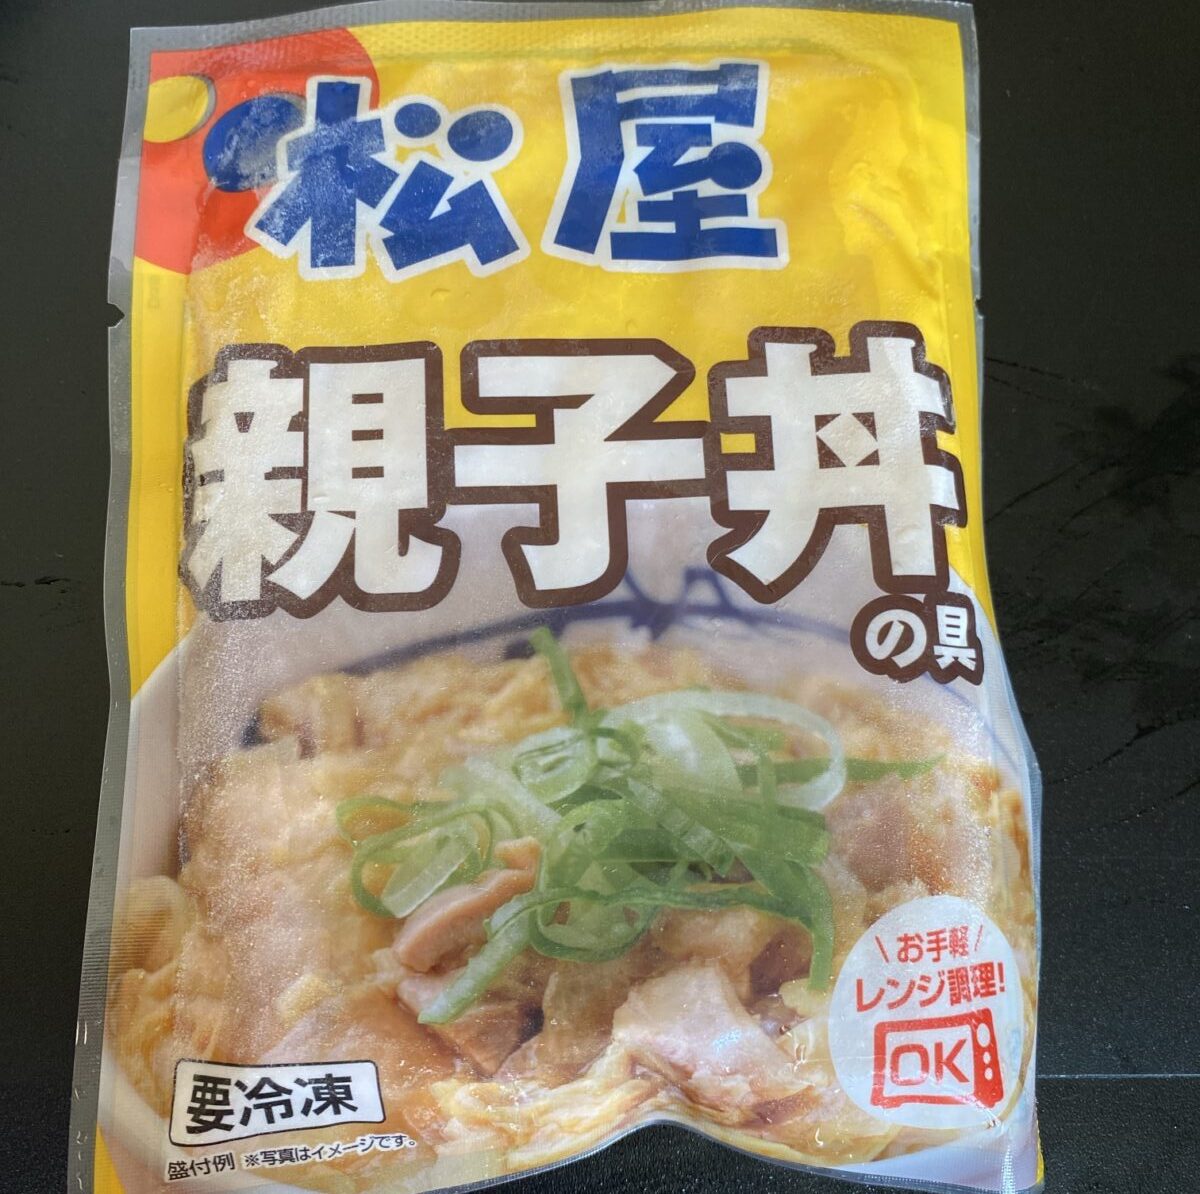 松屋
親子丼
の具
お手軽
レンジ調理!
OK
要冷凍
盛付例 ※写真はイメージです。